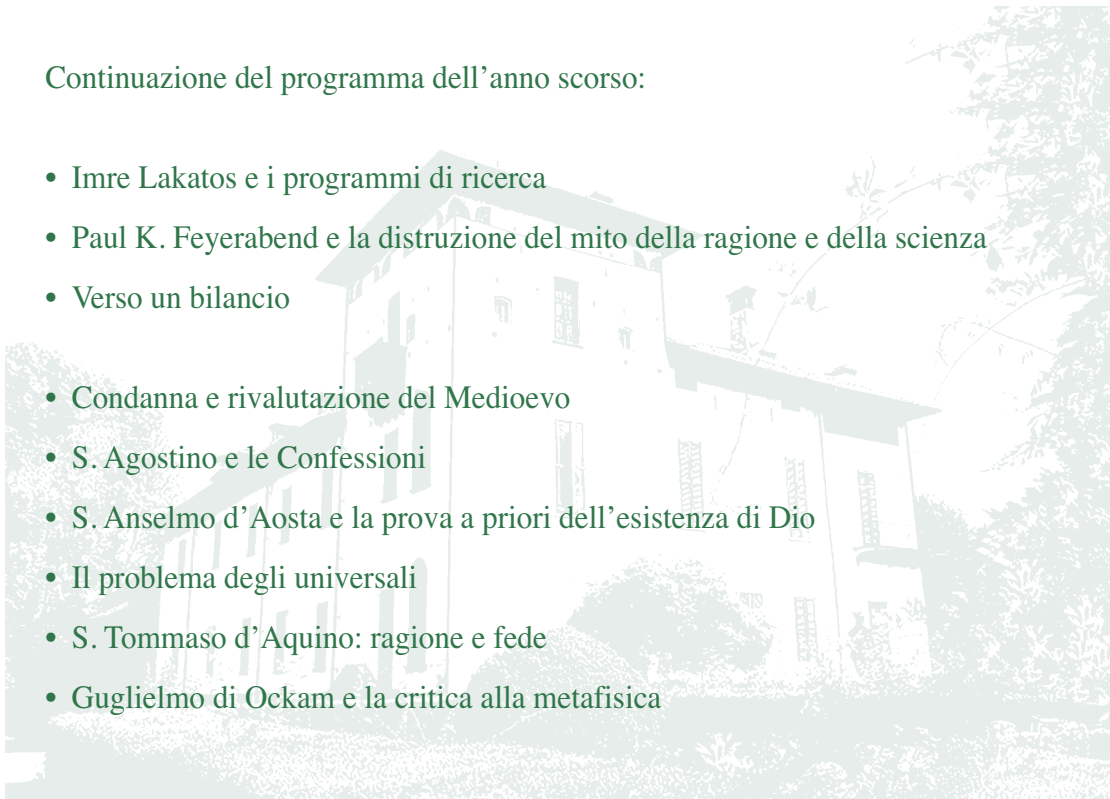 Continuazione del programma dell’anno scorso:
• Imre Lakatos e i programmi di ricerca
• Paul K. Feyerabend e la distruzione del mito della ragione e della scienza
• Verso un bilancio
• Condanna e rivalutazione del Medioevo
• S. Agostino e le Confessioni
• S. Anselmo d’Aosta e la prova a priori dell’esistenza di Dio
• Il problema degli universali
• S. Tommaso d’Aquino: ragione e fede
• Guglielmo di Ockam e la critica alla metafisica